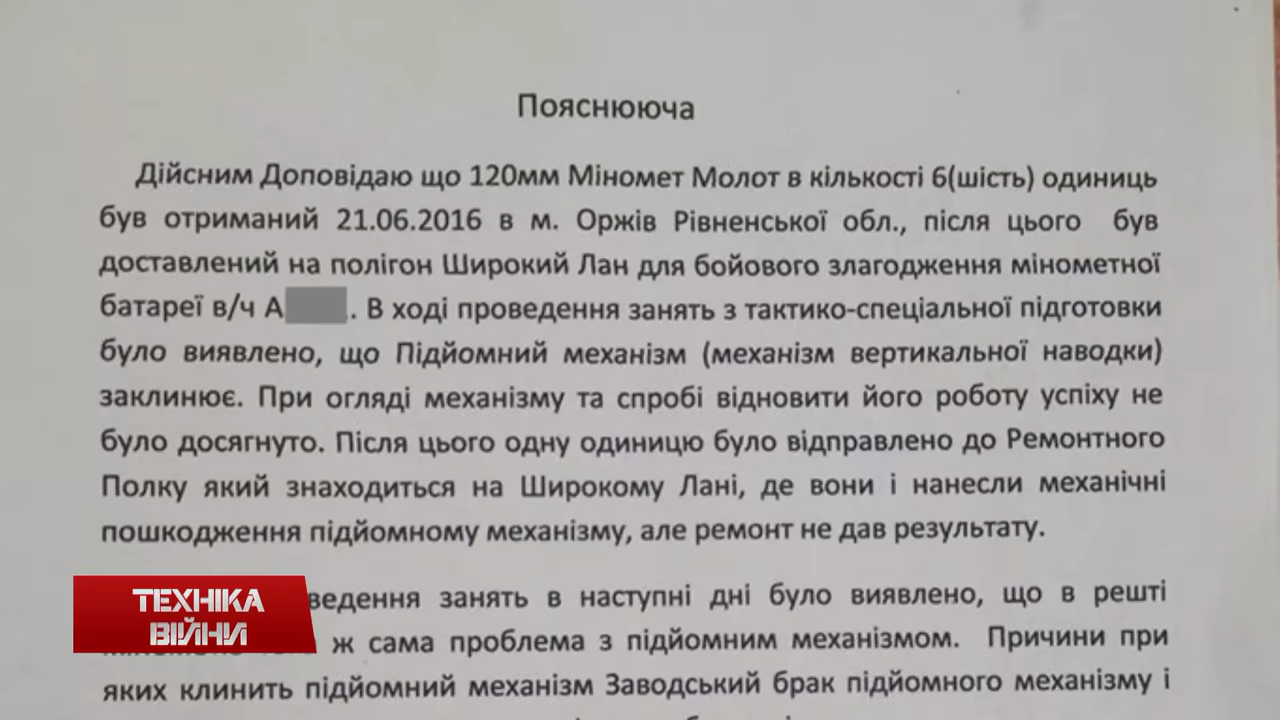 Пояснююча
Дійсним Доповідаю що 120мм Міномет Молот в кількості 6(шість) одиниць
був отриманий 21.06.2016 в м. Оржів Рівненської обл., після цього був
доставлений на полігон Широкий Лан для бойового злагодження мінометної
батареї в/ч А . В ході проведення занять з тактико-спеціальної підготовки
було виявлено, що Підйомний механізм (механізм вертикальної наводки)
заклинює. При огляді механізму та спробі відновити його роботу успіху не
було досягнуто. Після цього одну одиницю було відправлено до Ремонтного
Полку який знаходиться на Широкому Лані, де вони і нанесли механічні
пошкодження підйомному механізму, але ремонт не дав результату.
ведення занять в наступні дні було виявлено, що в решті
ж сама проблема з підйомним механізмом. Причини при
яких клинить підйомний механізм Заводський брак підйомного механізму і
ТЕХНІКА
ВІЙНИ